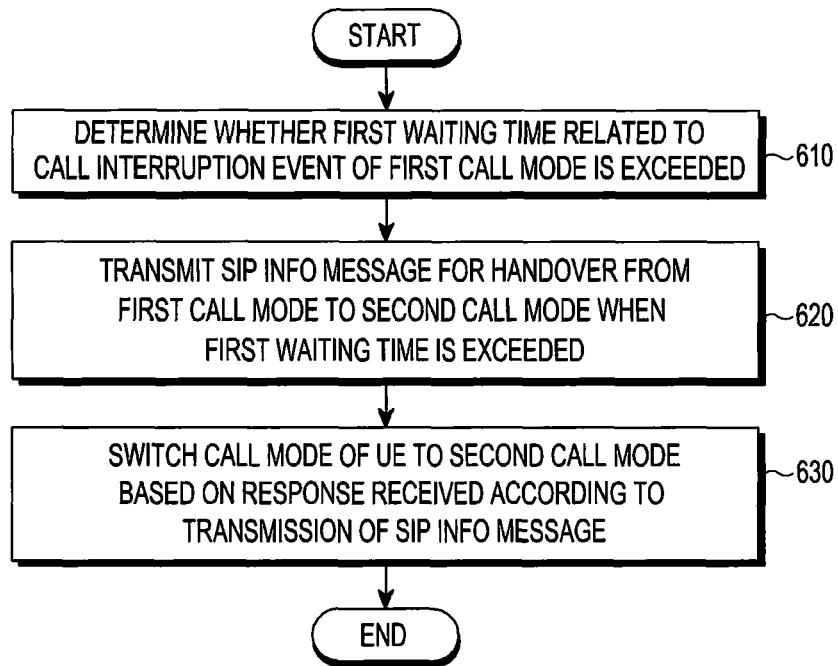 START
DETERMINE WHETHER FIRST WAITING TIME RELATED TO
CALL INTERRUPTION EVENT OF FIRST CALL MODE IS EXCEEDED
610
TRANSMIT SIP INFO MESSAGE FOR HANDOVER FROM
FIRST CALL MODE TO SECOND CALL MODE WHEN
FIRST WAITING TIME IS EXCEEDED
620
SWITCH CALL MODE OF UE TO SECOND CALL MODE
BASED ON RESPONSE RECEIVED ACCORDING TO
TRANSMISSION OF SIP INFO MESSAGE
630
END